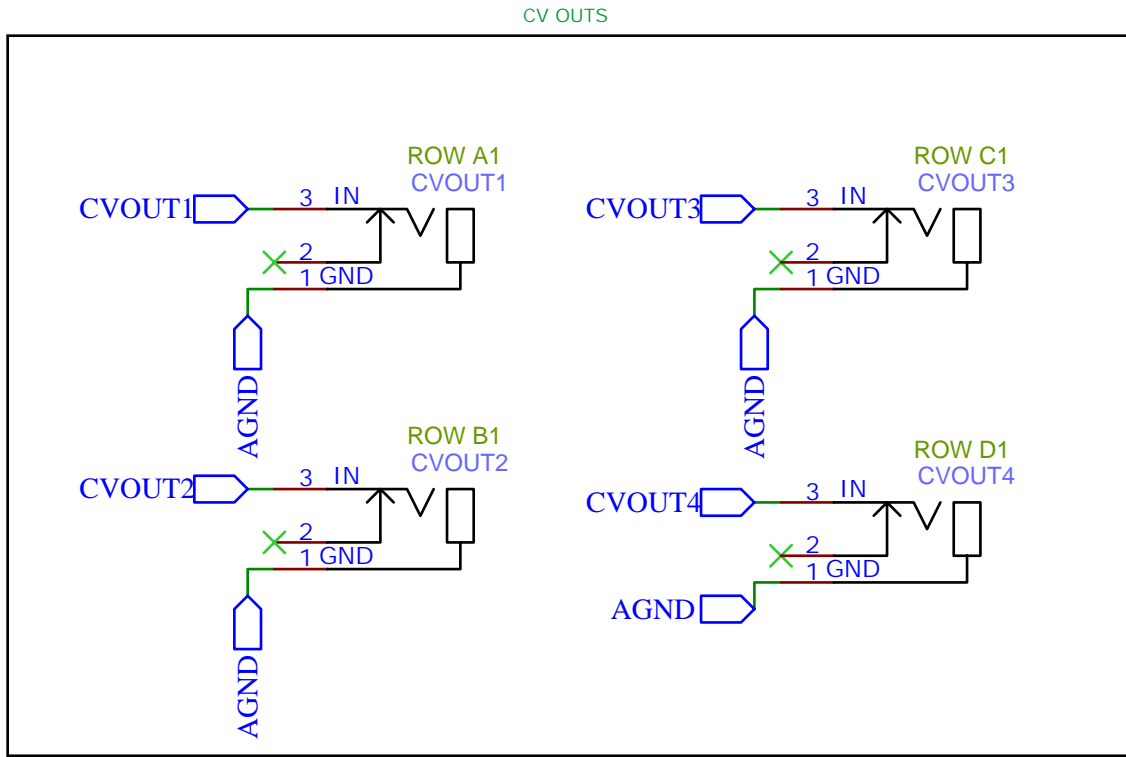 CV OUTS
ROW A1
CVOUT1
CVOUT1
3 IN
2
1 GND
AGND
ROW C1
CVOUT3
CVOUT3
3 IN
2
1 GND
AGND
ROW B1
CVOUT2
CVOUT2
3 IN
2
1 GND
AGND
ROW D1
CVOUT4
CVOUT4
3 IN
2
1 GND
AGND